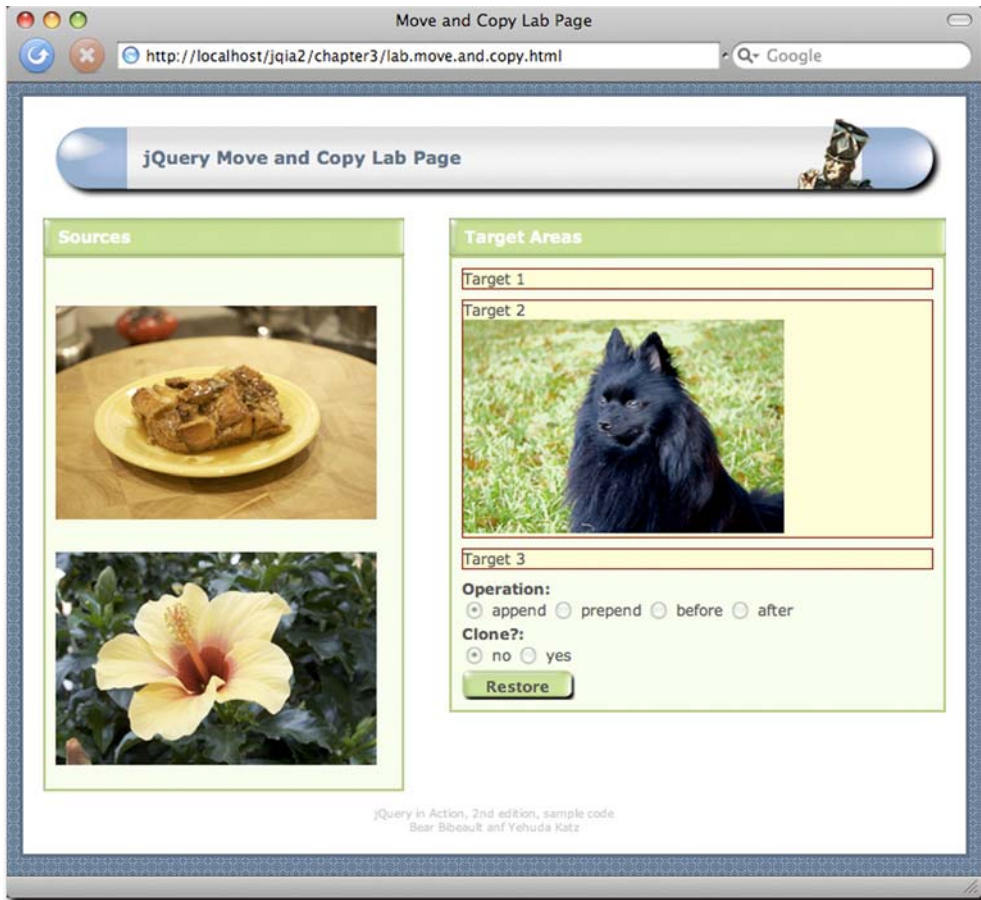 Move and Copy Lab Page
http://localhost/jqia2/chapter3/lab.move.and.copy.html
Google
jQuery Move and Copy Lab Page
Sources
Target Areas
Target 1
Target 2
Target 3
Operation:
append prepend before after
Clone?:
no yes
Restore
jQuery in Action, 2nd edition, sample code
Bear Bibeault anf Yehuda Katz